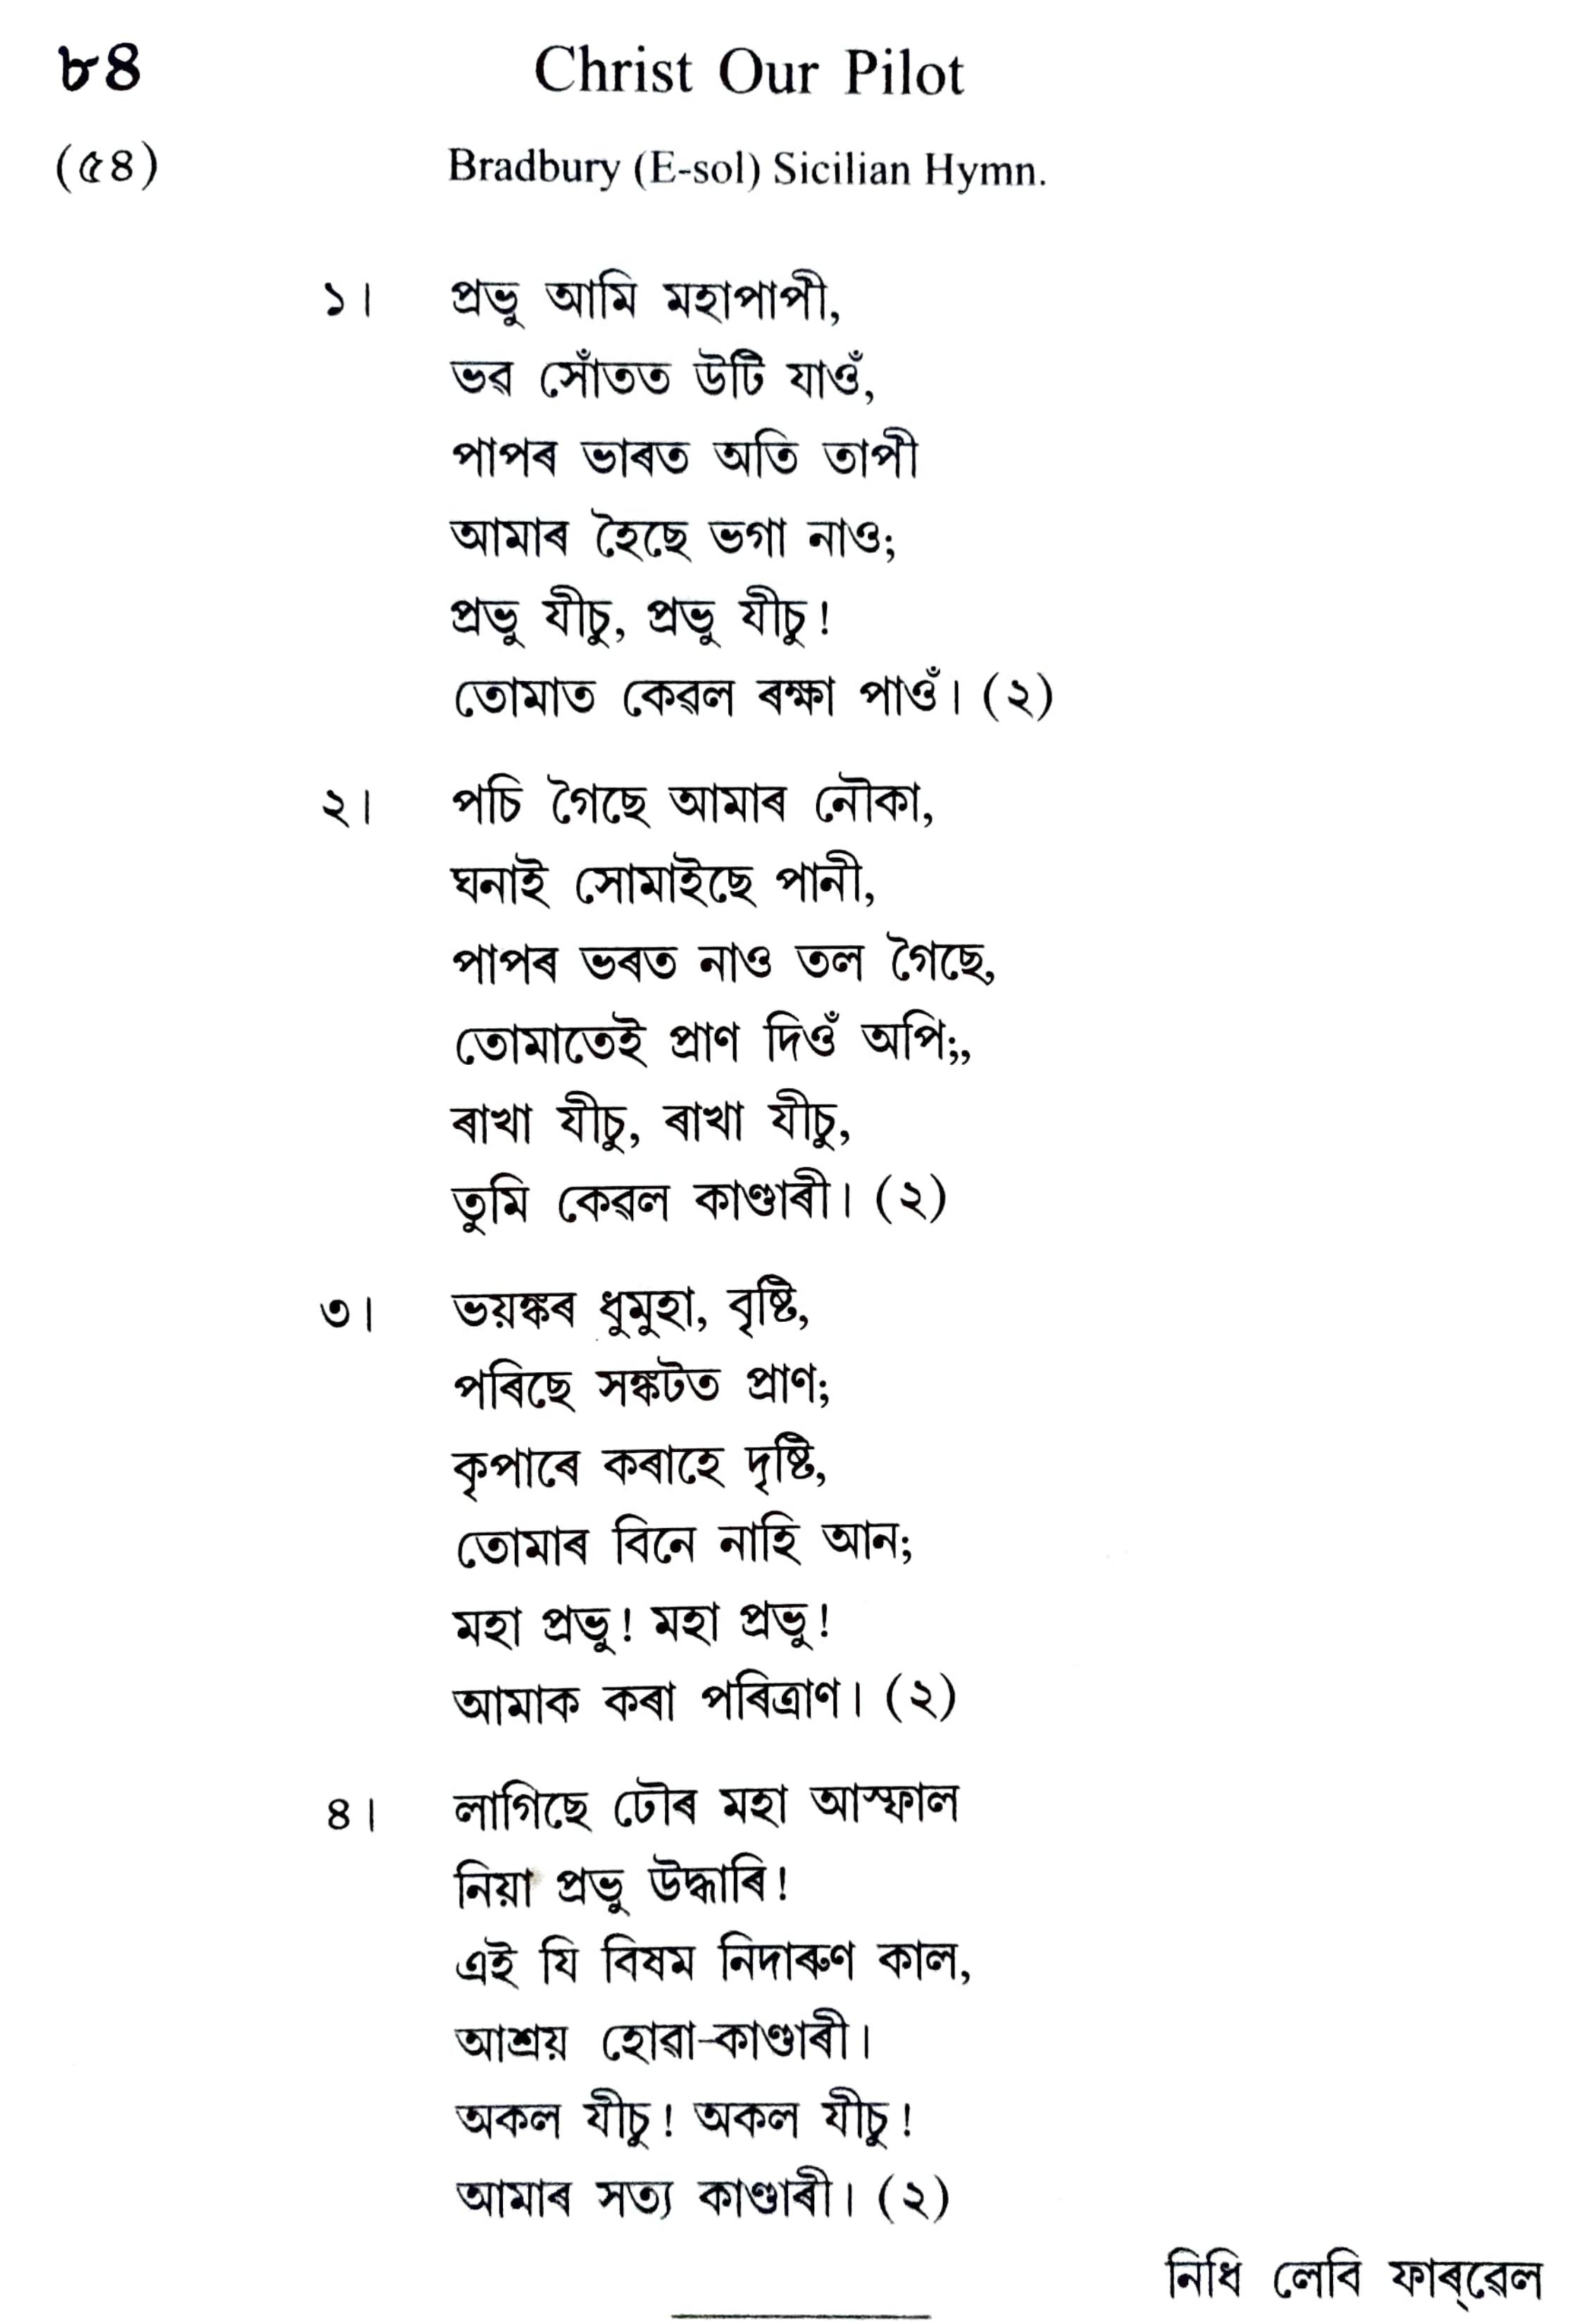 ৮৪ Christ Our Pilot
(৫৪) Bradbury (E-sol) Sicilian Hymn.
১। প্ৰভু আমি মহাপাপী,
ভৱ সোঁতত উটি যাওঁ,
পাপৰ ভাৰত অতি তাপী
আমাৰ হৈছে ভগা নাও;
প্ৰভু যীচু, প্ৰভু যীচু!
তোমাত কেৱল ৰক্ষা পাওঁ। (২)
২। পচি গৈছে আমাৰ নৌকা,
ঘনাই সোমাইছে পানী,
পাপৰ ভৰত নাও তল গৈছে,
তোমাতেই প্ৰাণ দিওঁ অপি;,
ৰাখা যীচু, ৰাখা যীচু,
তুমি কেৱল কাণ্ডাৰী। (২)
৩। ভয়ঙ্কৰ ধুমুহা, বৃষ্টি,
পৰিছে সঙ্কটত প্ৰাণ;
কৃপাৰে কৰাহে দৃষ্টি,
তোমাৰ বিনে নাহি আন;
মহা প্ৰভু! মহা প্ৰভু!
আমাক কৰা পৰিত্ৰাণ। (২)
৪। লাগিছে ঢৌৰ মহা আস্ফাল
নিয়া প্ৰভু উদ্ধাৰি!
এই যি বিষম নিদাৰুণ কাল,
আশ্ৰয় হোৱা-কাণ্ডাৰী।
অকল যীচু! অকল যীচু!
আমাৰ সত্য কাণ্ডাৰী। (২)
নিধি লেবি ফাৰ্ৱেল